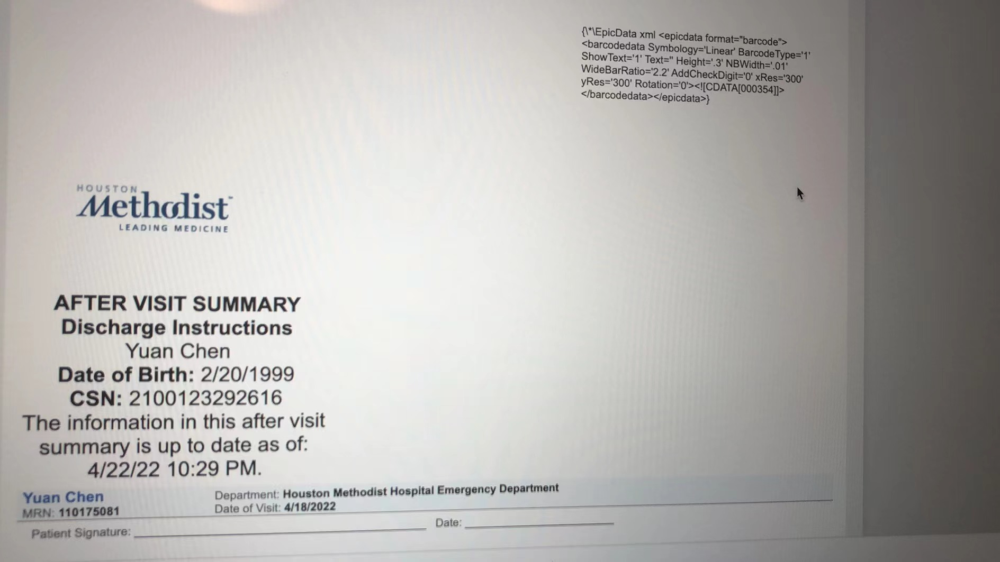 {\*\EpicData xml <epicdata format="barcode">
<barcodedata Symbology='Linear' BarcodeType='1'
ShowText='1' Text='' Height='.3' NBWidth='.01'
WideBarRatio='2.2' AddCheckDigit='0' xRes='300'
yRes='300' Rotation='0'><![CDATA[000354]]>
</barcodedata></epicdata>}
HOUSTON
Methodist™
LEADING MEDICINE
AFTER VISIT SUMMARY
Discharge Instructions
Yuan Chen
Date of Birth: 2/20/1999
CSN: 2100123292616
The information in this after visit
summary is up to date as of:
4/22/22 10:29 PM.
Yuan Chen
Department: Houston Methodist Hospital Emergency Department
MRN: 110175081
Date of Visit: 4/18/2022
Patient Signature:
Date: